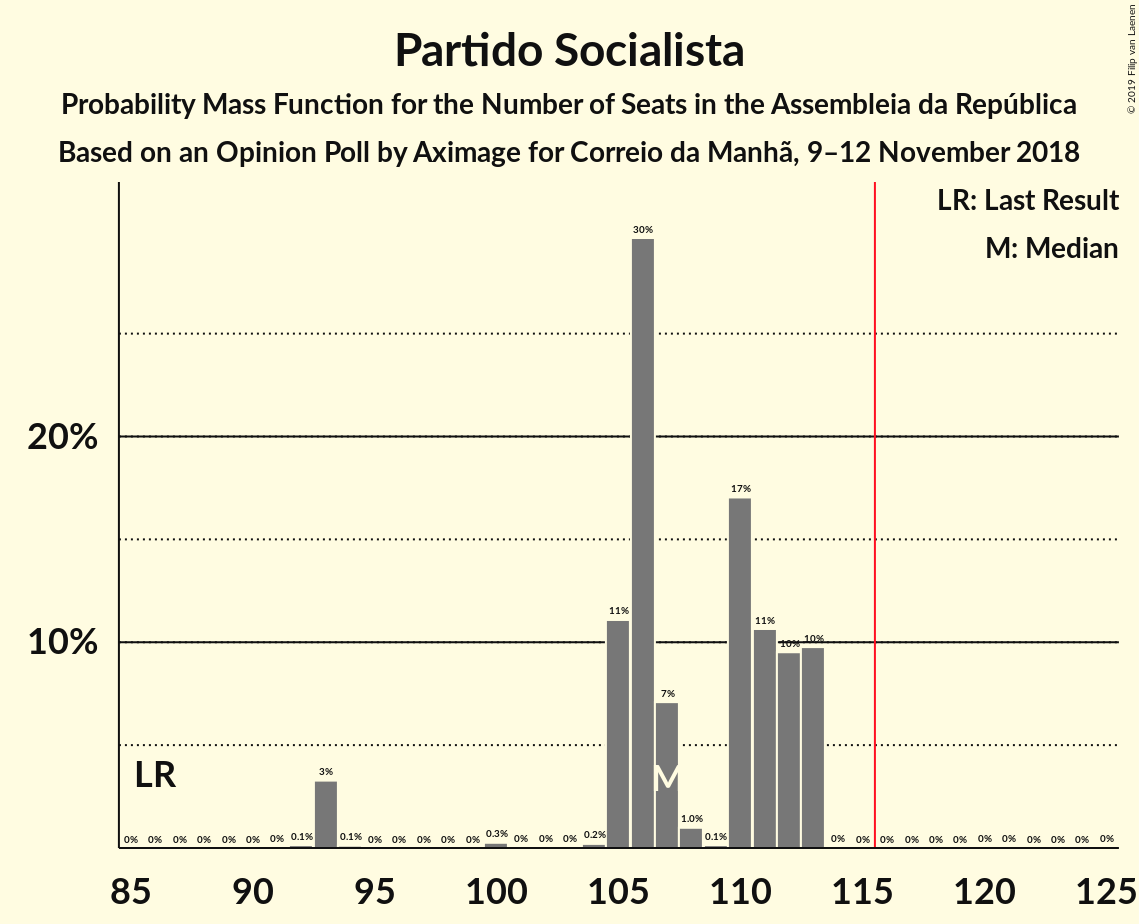 Partido Socialista
Probability Mass Function for the Number of Seats in the Assembleia da República
Based on an Opinion Poll by Aximage for Correio da Manhã, 9–12 November 2018
© 2019 Filip van Laenen
LR: Last Result
M: Median
20%
10%
LR
M
0% 0% 0% 0% 0% 0% 0% 0.1% 3% 0.1% 0% 0% 0% 0% 0% 0.3% 0% 0% 0% 0.2% 11% 30% 7% 1.0% 0.1% 17% 11% 10% 10% 0% 0% 0% 0% 0% 0% 0% 0% 0% 0% 0% 0%
85 90 95 100 105 110 115 120 125